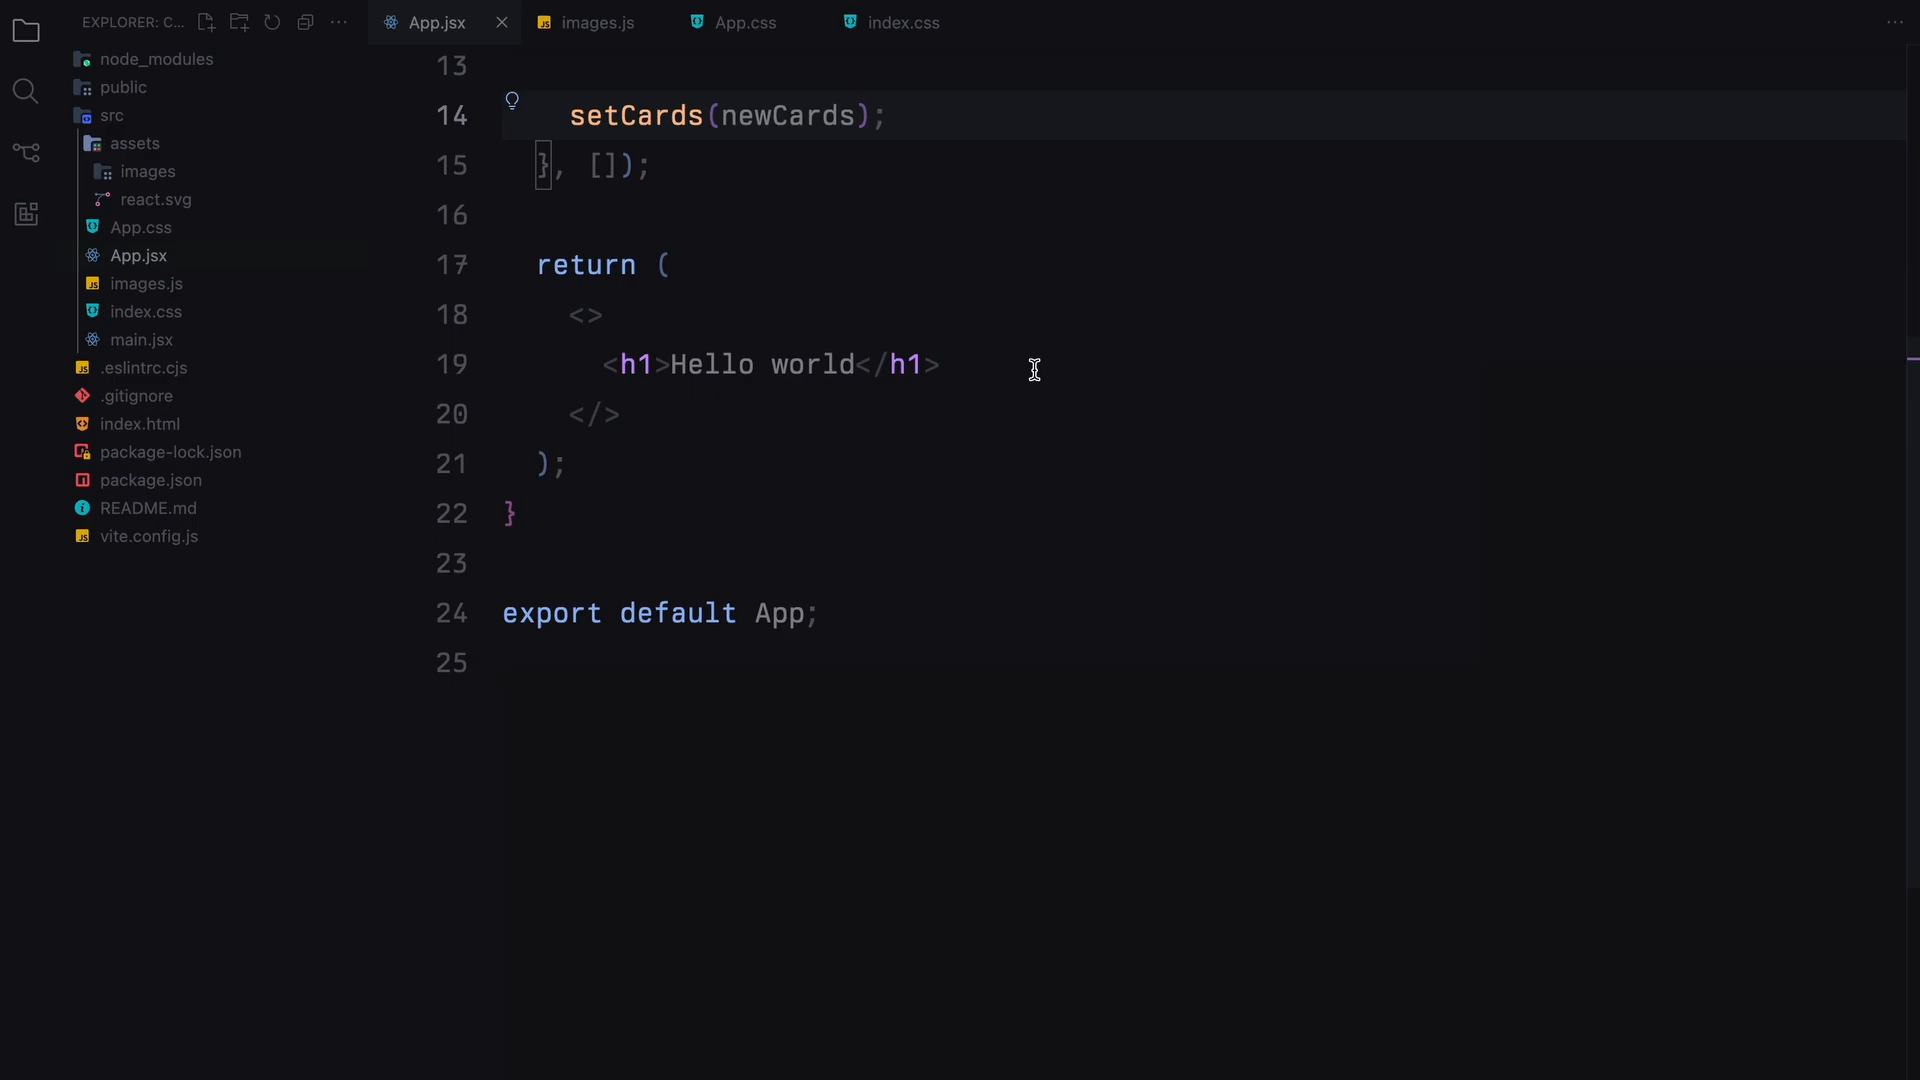 EXPLORER: C...
App.jsx
images.js
App.css
index.css
node_modules
public
src
assets
images
react.svg
App.css
App.jsx
images.js
index.css
main.jsx
.eslintrc.cjs
.gitignore
index.html
package-lock.json
package.json
README.md
vite.config.js
13
14 setCards(newCards);
15 }, []);
16
17 return (
18 <>
19 <h1>Hello world</h1>
20 </>
21 );
22 }
23
24 export default App;
25